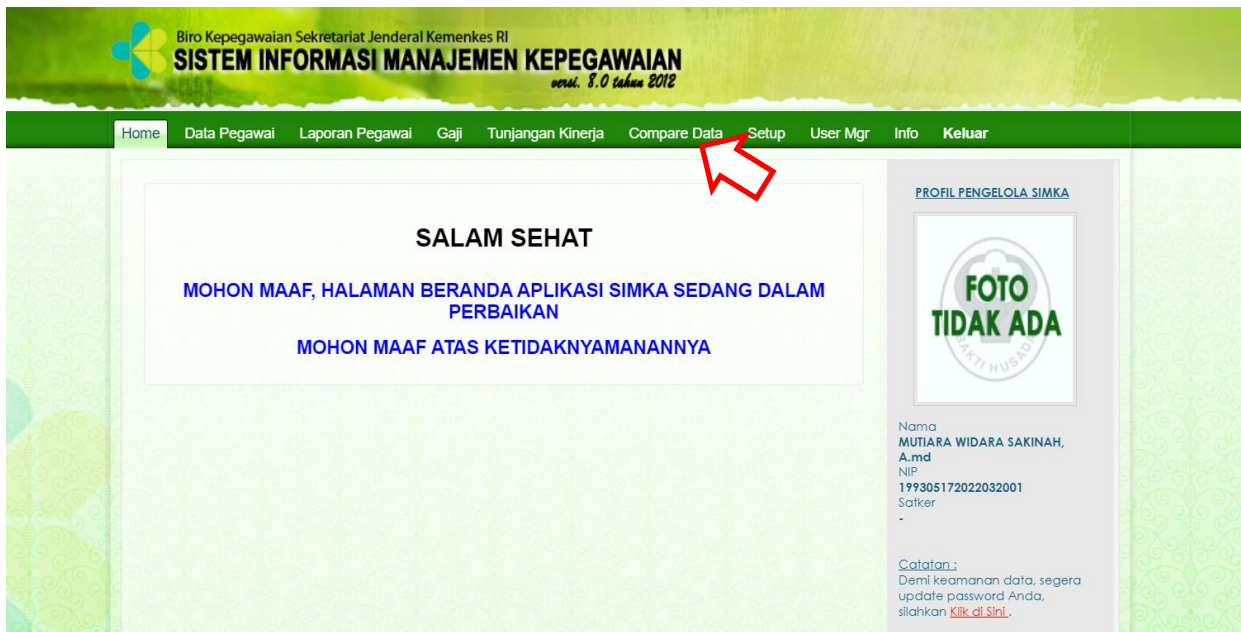 Biro Kepegawaian Sekretariat Jenderal Kemenkes RI
SISTEM INFORMASI MANAJEMEN KEPEGAWAIAN
versi. 8.0 tahun 2012
Home Data Pegawai Laporan Pegawai Gaji Tunjangan Kinerja Compare Data Setup User Mgr Info Keluar
SALAM SEHAT
MOHON MAAF, HALAMAN BERANDA APLIKASI SIMKA SEDANG DALAM
PERBAIKAN
MOHON MAAF ATAS KETIDAKNYAMANANNYA
PROFIL PENGELOLA SIMKA
FOTO
TIDAK ADA
BAKTI HUSADA
Nama
MUTIARA WIDARA SAKINAH,
A.md
NIP
199305172022032001
Satker
-
Catatan :
Demi keamanan data, segera
update password Anda,
silahkan Klik di Sini .